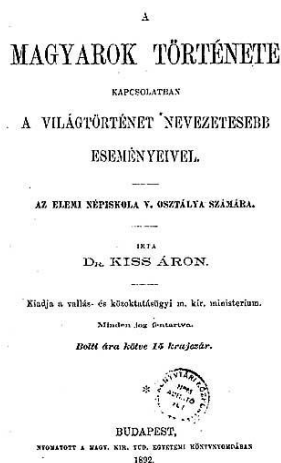 A
MAGYAROK TÖRTÉNETE
KAPCSOLATBAN
A VILÁGTÖRTÉNET NEVEZETESEBB
ESEMÉNYEIVEL.
AZ ELEMI NÉPISKOLA V. OSZTÁLYA SZÁMÁRA.
IRTA
DR. KISS ÁRON.
Kiadja a vallás- és közoktatásügyi m. kir. ministerium.
Minden jog fentartva.
Bolti ára kötve 14 krajczár.
*
BUDAPEST,
NYOMATOTT A MAGY. KIR. TUD. EGYETEMI KÖNYVNYOMDÁBAN
1892.